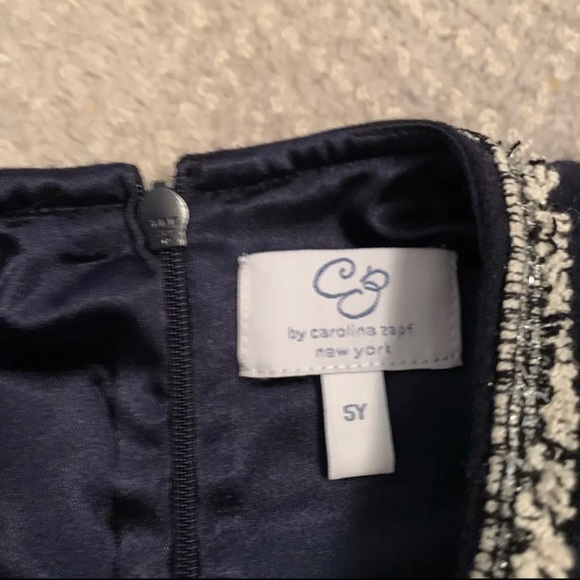 CZ
by carolina zapf
new york
5Y